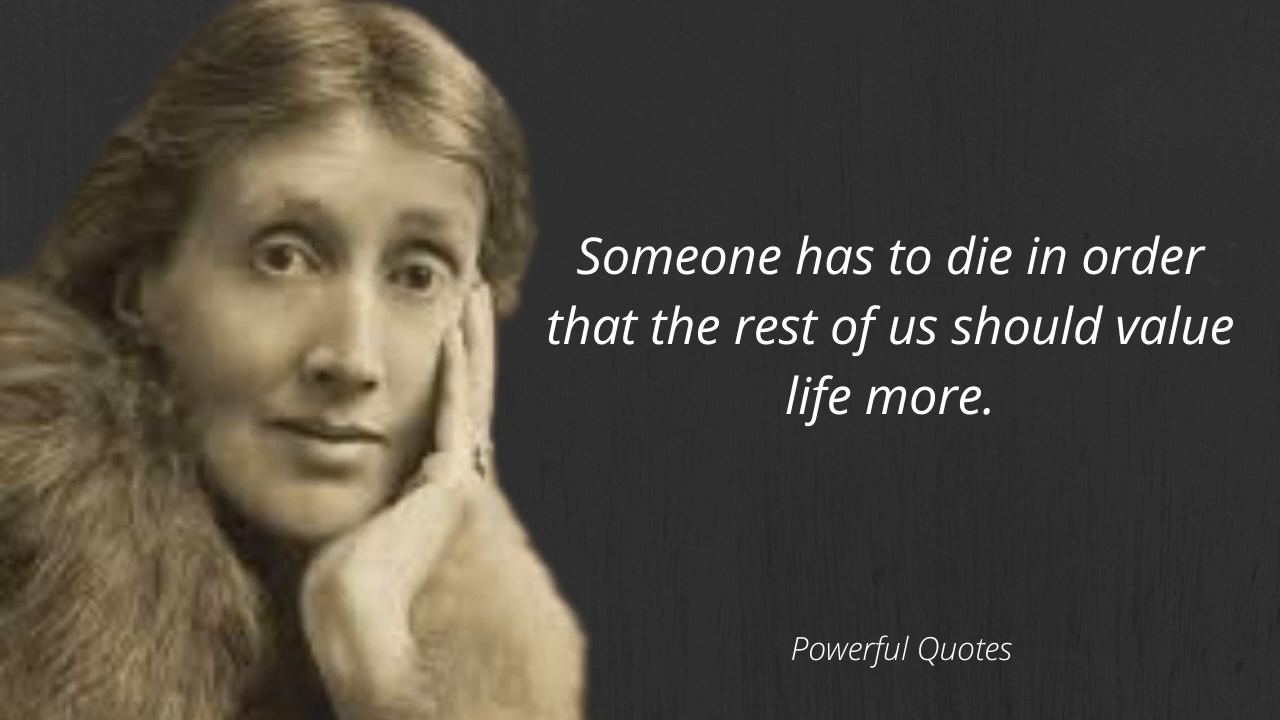 Someone has to die in order
that the rest of us should value
life more.
Powerful Quotes